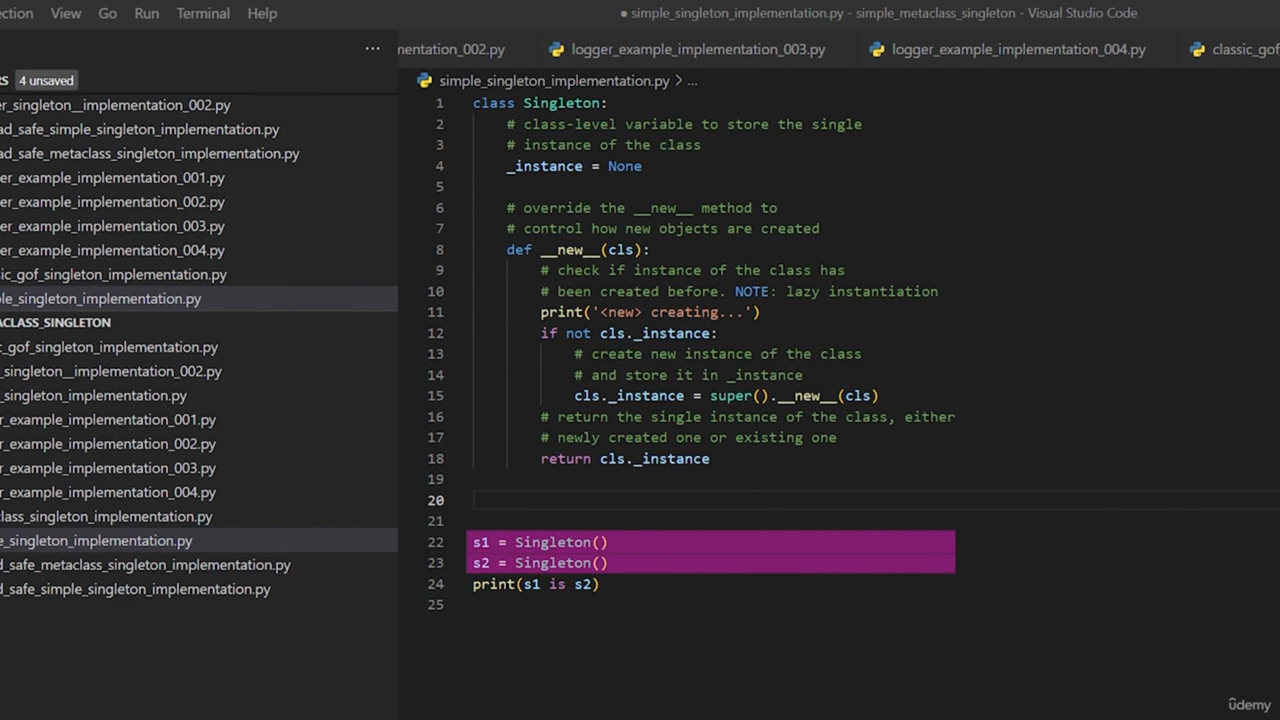 ection View Go Run Terminal Help
● simple_singleton_implementation.py - simple_metaclass_singleton - Visual Studio Code
...
mentation_002.py logger_example_implementation_003.py logger_example_implementation_004.py classic_gof
RS 4 unsaved
er_singleton__implementation_002.py
ad_safe_simple_singleton_implementation.py
ad_safe_metaclass_singleton_implementation.py
er_example_implementation_001.py
er_example_implementation_002.py
er_example_implementation_003.py
er_example_implementation_004.py
ic_gof_singleton_implementation.py
ole_singleton_implementation.py
ACLASS_SINGLETON
c_gof_singleton_implementation.py
_singleton__implementation_002.py
_singleton_implementation.py
r_example_implementation_001.py
r_example_implementation_002.py
r_example_implementation_003.py
r_example_implementation_004.py
class_singleton_implementation.py
e_singleton_implementation.py
d_safe_metaclass_singleton_implementation.py
d_safe_simple_singleton_implementation.py
simple_singleton_implementation.py > ...
1 class Singleton:
2 # class-level variable to store the single
3 # instance of the class
4 _instance = None
5
6 # override the __new__ method to
7 # control how new objects are created
8 def __new__(cls):
9 # check if instance of the class has
10 # been created before. NOTE: lazy instantiation
11 print('<new> creating...')
12 if not cls._instance:
13 # create new instance of the class
14 # and store it in _instance
15 cls._instance = super().__new__(cls)
16 # return the single instance of the class, either
17 # newly created one or existing one
18 return cls._instance
19
20
21
22 s1 = Singleton()
23 s2 = Singleton()
24 print(s1 is s2)
25
ûdemy